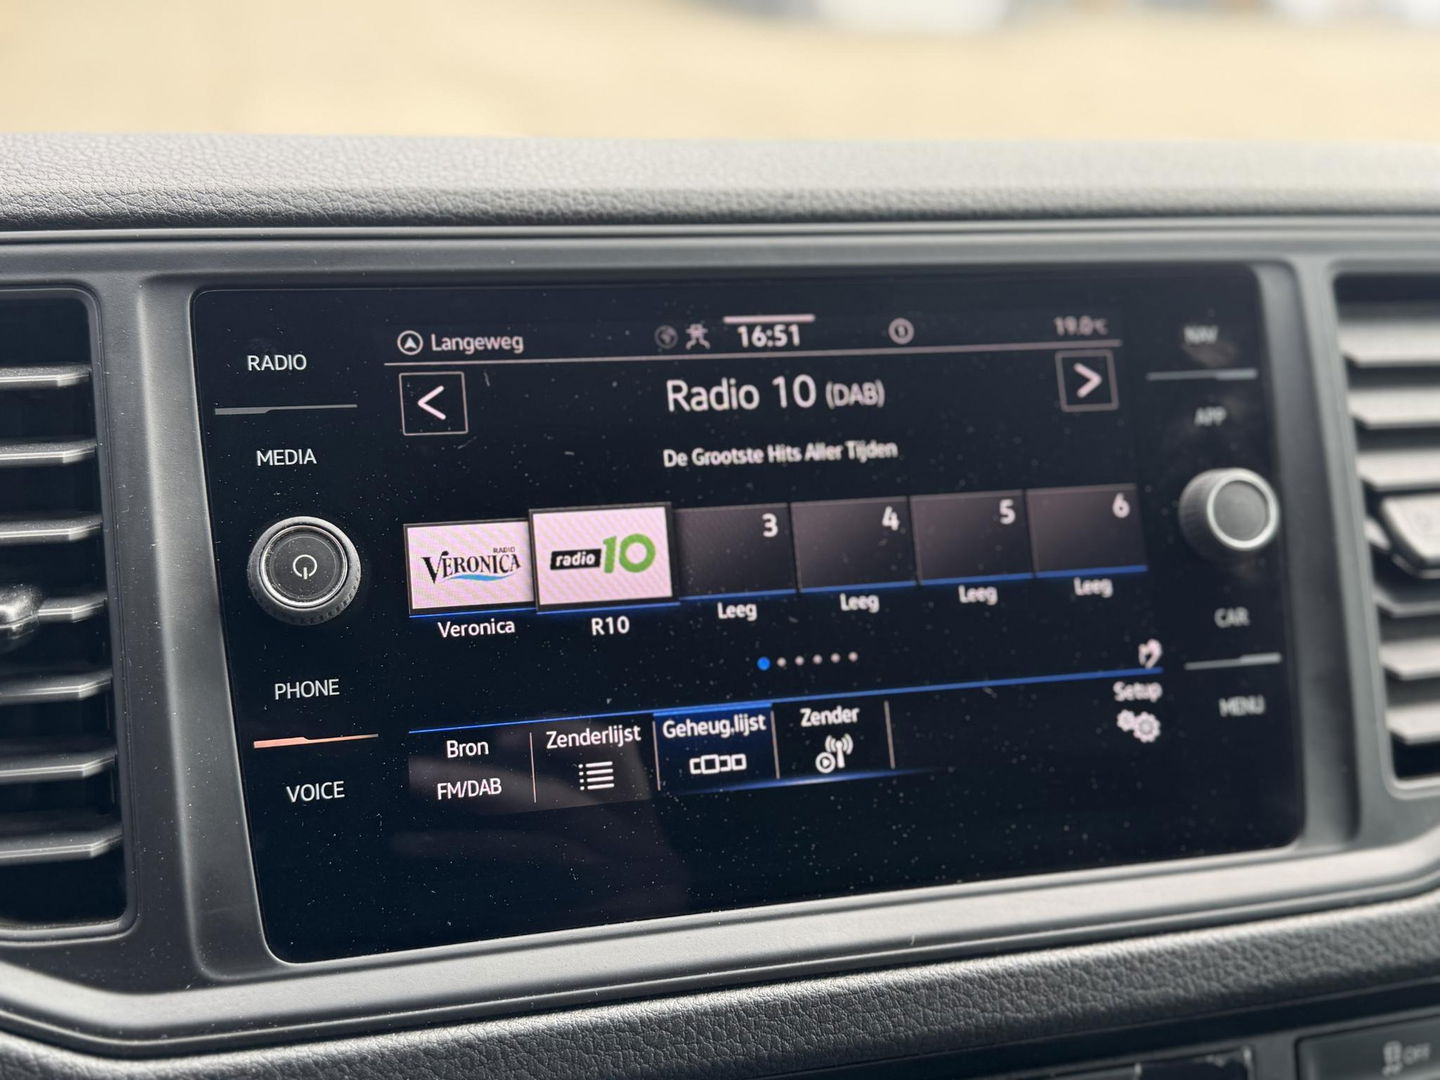 RADIO
MEDIA
PHONE
VOICE
Langeweg
16:51
19.0°C
Radio 10 (DAB)
De Grootste Hits Aller Tijden
RADIO
VERONICA
radio 10
3
4
5
6
Veronica
R10
Leeg
Leeg
Leeg
Leeg
Bron
FM/DAB
Zenderlijst
Geheug.lijst
Zender
Setup
NAV
APP
CAR
MENU
OFF